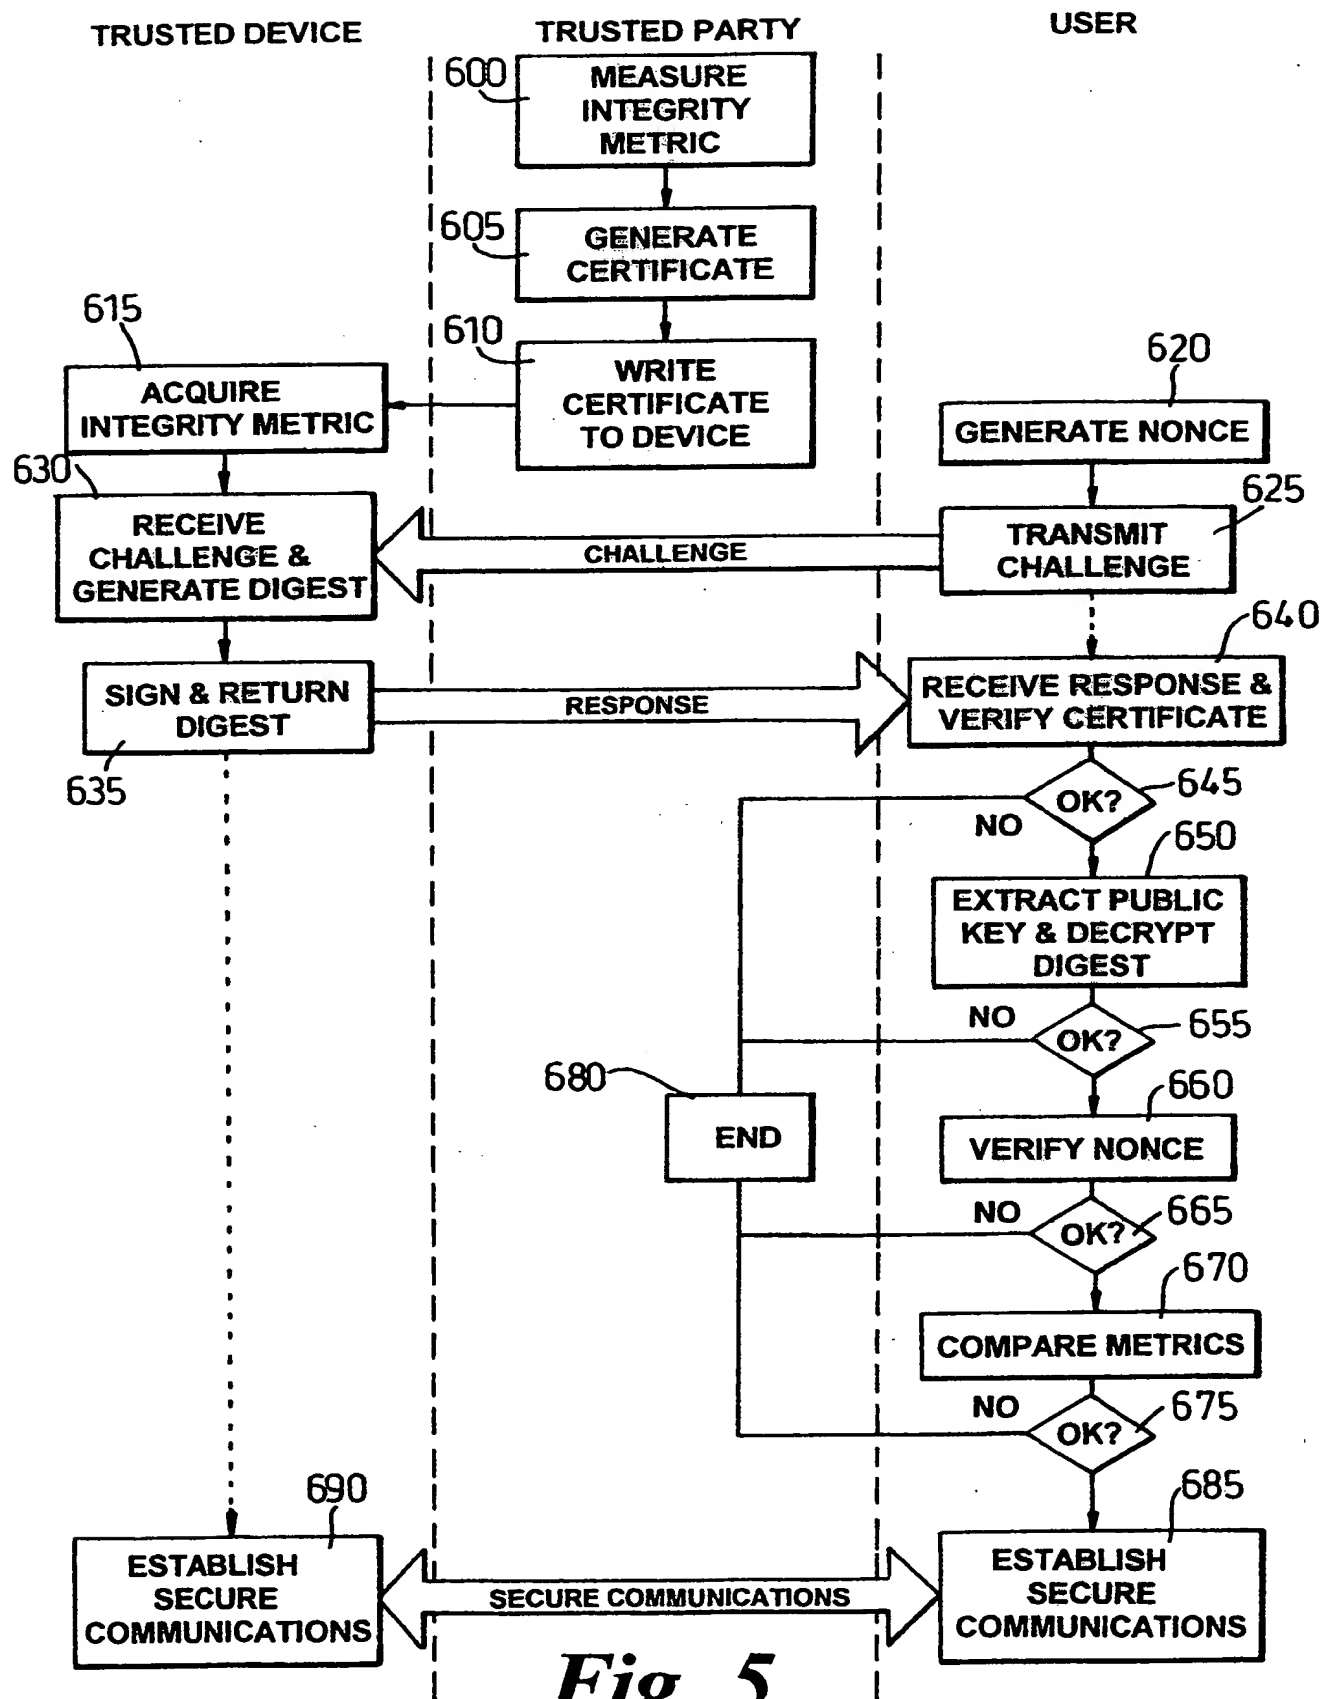 TRUSTED DEVICE
TRUSTED PARTY
USER
600
MEASURE
INTEGRITY
METRIC
605
GENERATE
CERTIFICATE
610
WRITE
CERTIFICATE
TO DEVICE
615
ACQUIRE
INTEGRITY METRIC
620
GENERATE NONCE
625
TRANSMIT
CHALLENGE
CHALLENGE
630
RECEIVE
CHALLENGE &
GENERATE DIGEST
635
SIGN & RETURN
DIGEST
RESPONSE
640
RECEIVE RESPONSE &
VERIFY CERTIFICATE
645
OK?
NO
650
EXTRACT PUBLIC
KEY & DECRYPT
DIGEST
655
OK?
NO
660
VERIFY NONCE
665
OK?
NO
670
COMPARE METRICS
675
OK?
NO
680
END
685
ESTABLISH
SECURE
COMMUNICATIONS
SECURE COMMUNICATIONS
690
ESTABLISH
SECURE
COMMUNICATIONS
Fig. 5